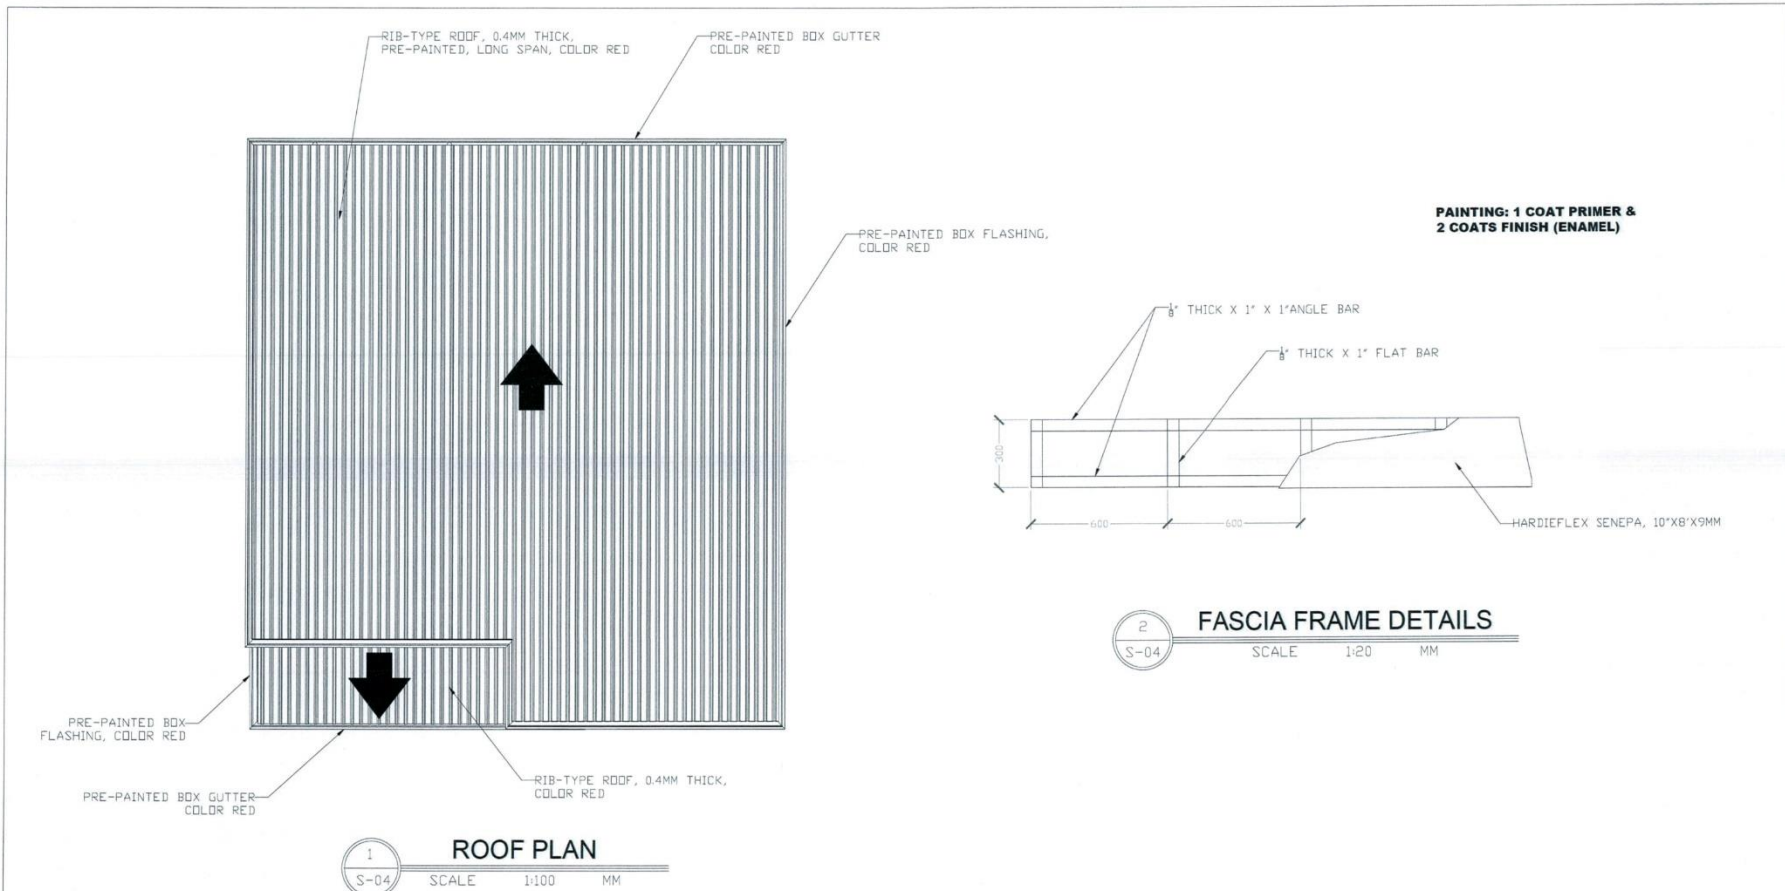 RIB-TYPE ROOF, 0.4MM THICK,
PRE-PAINTED, LONG SPAN, COLOR RED
PRE-PAINTED BOX GUTTER
COLOR RED
PRE-PAINTED BOX FLASHING,
COLOR RED
PRE-PAINTED BOX
FLASHING, COLOR RED
PRE-PAINTED BOX GUTTER
COLOR RED
RIB-TYPE ROOF, 0.4MM THICK,
COLOR RED
1
S-04
ROOF PLAN
SCALE 1:100 MM
PAINTING: 1 COAT PRIMER &
2 COATS FINISH (ENAMEL)
1/8" THICK X 1" X 1"ANGLE BAR
1/8" THICK X 1" FLAT BAR
300
600
600
HARDIEFLEX SENEPA, 10"X8'X9MM
2
S-04
FASCIA FRAME DETAILS
SCALE 1:20 MM